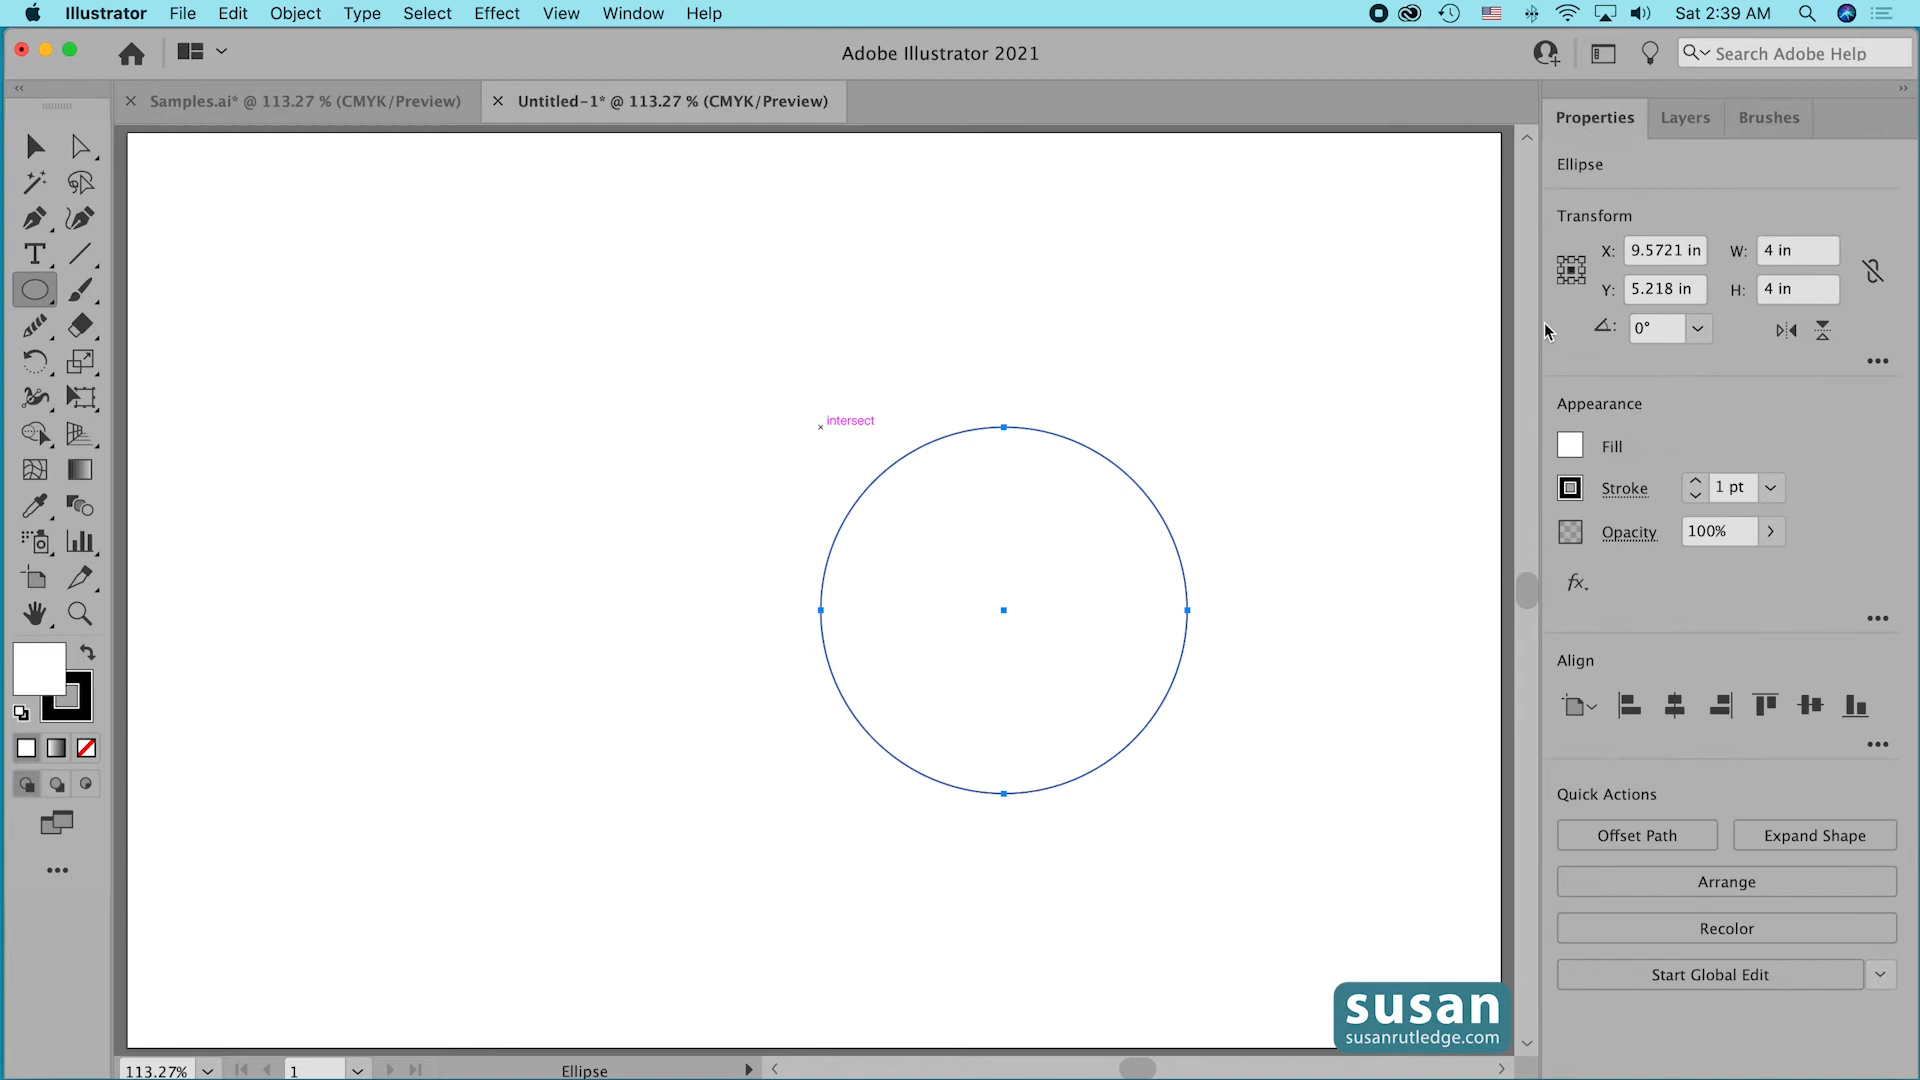 Illustrator File Edit Object Type Select Effect View Window Help
Sat 2:39 AM
Adobe Illustrator 2021
Search Adobe Help
Samples.ai* @ 113.27 % (CMYK/Preview)
Untitled-1* @ 113.27 % (CMYK/Preview)
Properties Layers Brushes
Ellipse
Transform
X: 9.5721 in W: 4 in
Y: 5.218 in H: 4 in
0°
intersect
Appearance
Fill
Stroke 1 pt
Opacity 100%
fx
Align
Quick Actions
Offset Path Expand Shape
Arrange
Recolor
Start Global Edit
susan
susanrutledge.com
113.27% 1 Ellipse